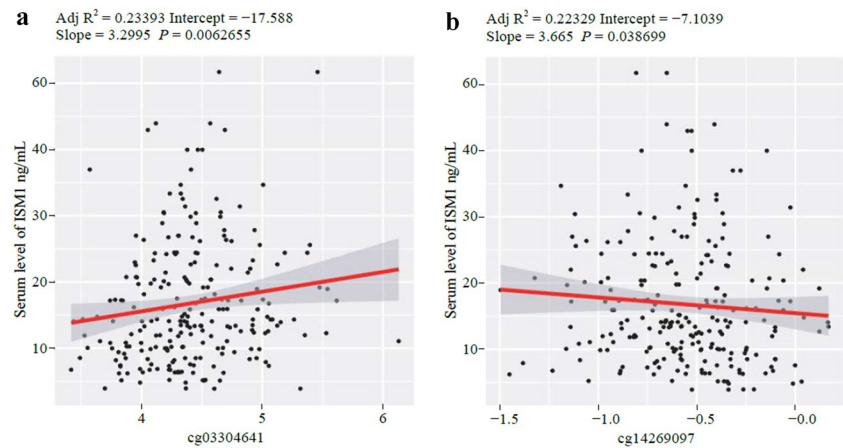 a
Adj R² = 0.23393 Intercept = −17.588
Slope = 3.2995 P = 0.0062655
Serum level of ISM1 ng/mL
60
50
40
30
20
10
4
5
6
cg03304641
b
Adj R² = 0.22329 Intercept = −7.1039
Slope = 3.665 P = 0.038699
Serum level of ISM1 ng/mL
60
50
40
30
20
10
−1.5
−1.0
−0.5
−0.0
cg14269097